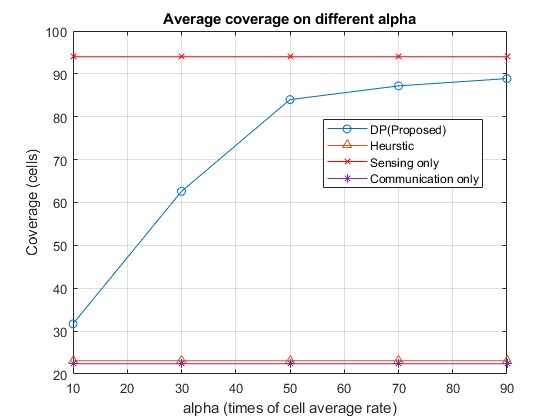 Average coverage on different alpha
100
90
80
70
60
50
40
30
20
Coverage (cells)
DP(Proposed)
Heurstic
Sensing only
Communication only
10
20
30
40
50
60
70
80
90
alpha (times of cell average rate)